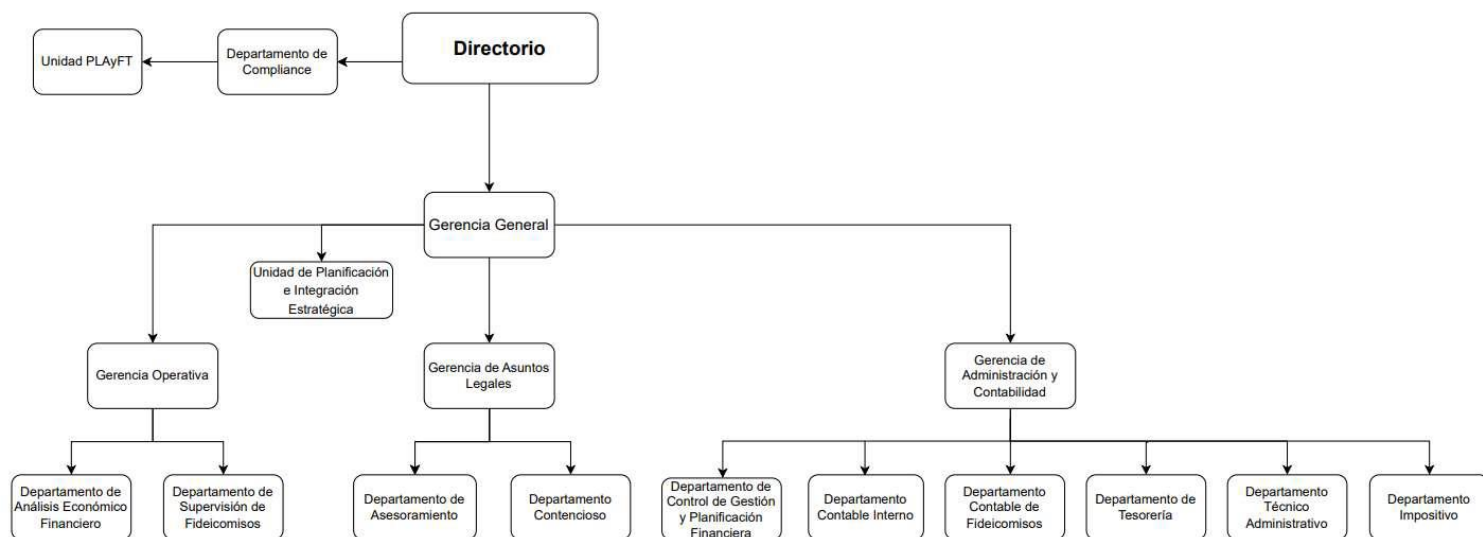 Directorio
Departamento de
Compliance
Unidad PLAyFT
Gerencia General
Unidad de Planificación
e Integración
Estratégica
Gerencia Operativa
Gerencia de Asuntos
Legales
Gerencia de
Administración y
Contabilidad
Departamento de
Análisis Económico
Financiero
Departamento de
Supervisión de
Fideicomisos
Departamento de
Asesoramiento
Departamento
Contencioso
Departamento de
Control de Gestión
y Planificación
Financiera
Departamento
Contable Interno
Departamento
Contable de
Fideicomisos
Departamento de
Tesorería
Departamento
Técnico
Administrativo
Departamento
Impositivo